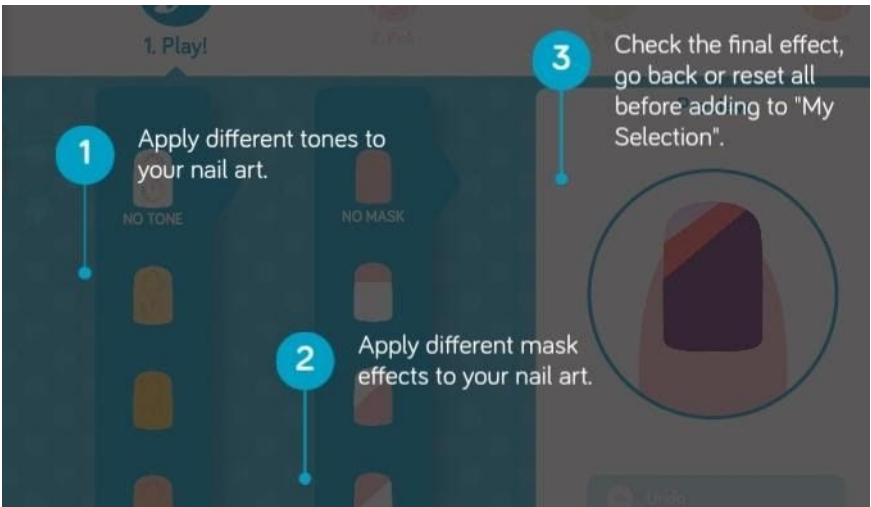 1. Play!
2. Pick
3
Check the final effect,
go back or reset all
before adding to "My
Selection".
1
Apply different tones to
your nail art.
NO TONE
NO MASK
2
Apply different mask
effects to your nail art.
Undo